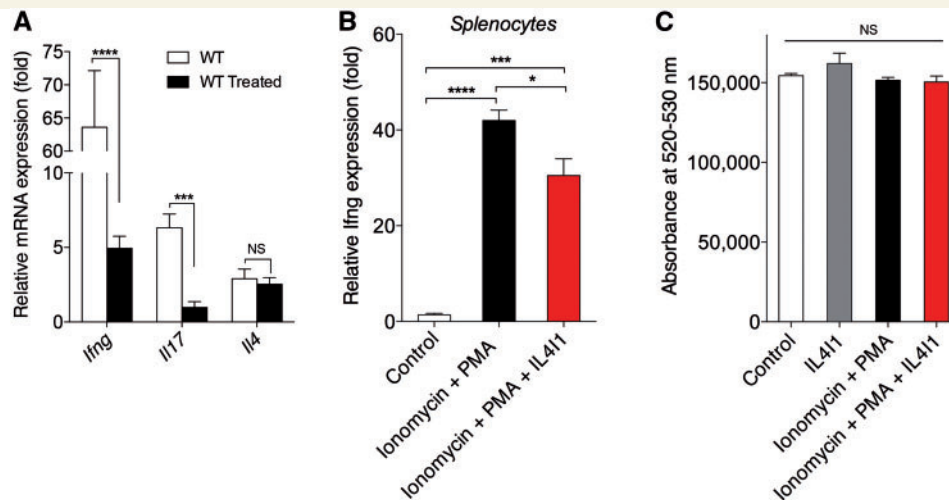 A
Relative mRNA expression (fold)
75
70
65
60
10
5
0
****
***
NS
WT
WT Treated
Ifng
Il17
Il4
B
Splenocytes
Relative Ifng expression (fold)
60
40
20
0
***
****
*
Control
Ionomycin + PMA
Ionomycin + PMA + IL4I1
C
NS
Absorbance at 520-530 nm
150,000
100,000
50,000
0
Control
IL4I1
Ionomycin + PMA
Ionomycin + PMA + IL4I1